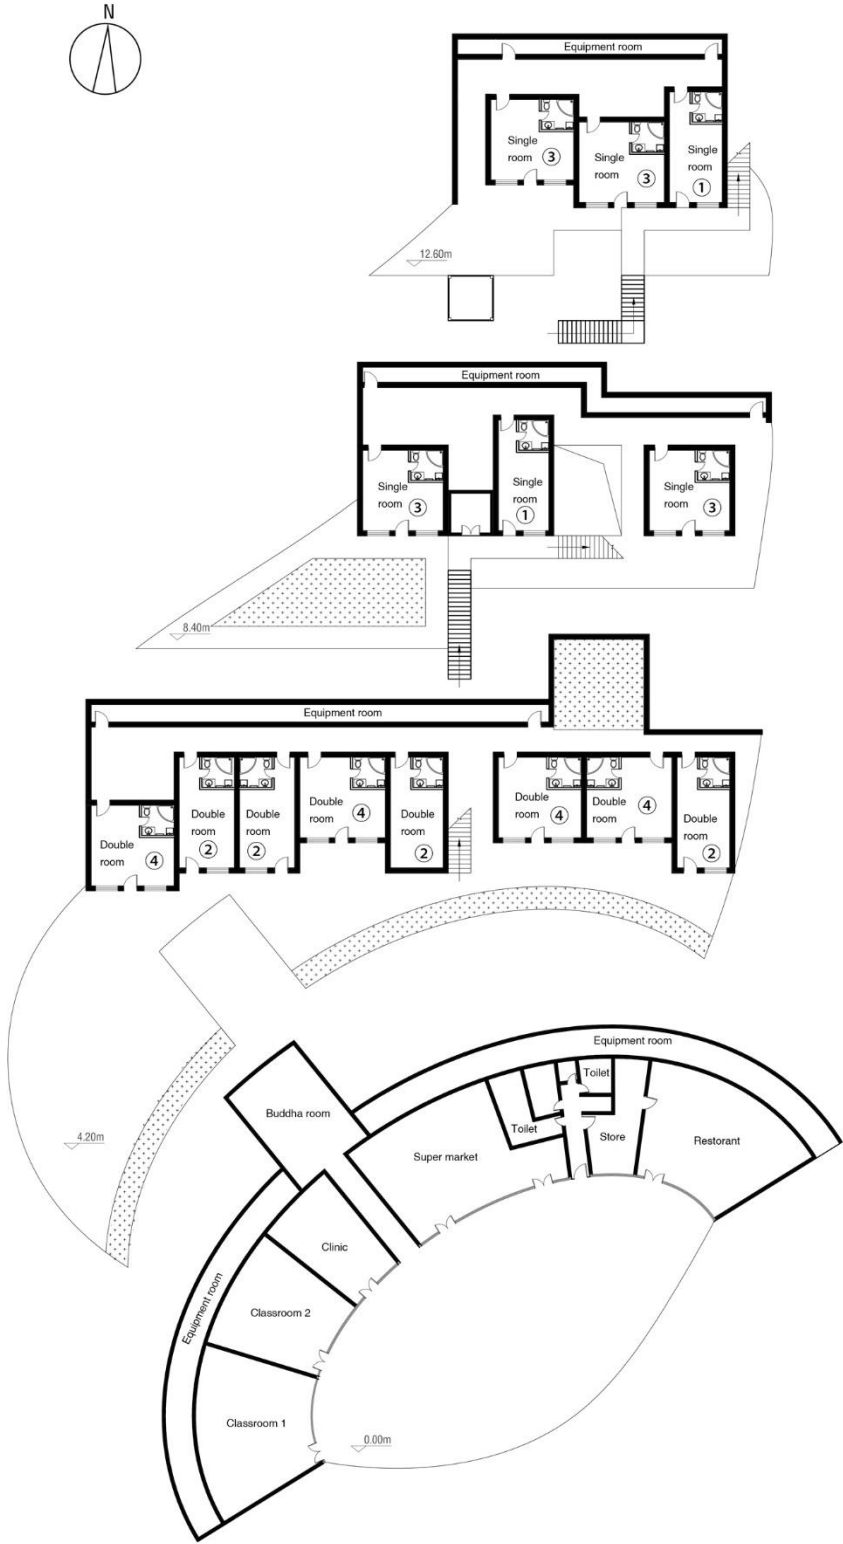 N
Equipment room
Single
room
3
Single
room
3
Single
room
1
12.60m
Equipment room
Single
room
3
Single
room
1
Single
room
3
8.40m
Equipment room
Double
room
4
Double
room
2
Double
room
2
Double
room
4
Double
room
2
Double
room
4
Double
room
4
Double
room
2
4.20m
Equipment room
Toilet
Buddha room
Toilet
Super market
Store
Restorant
Clinic
Equipment room
Classroom 2
Classroom 1
0.00m